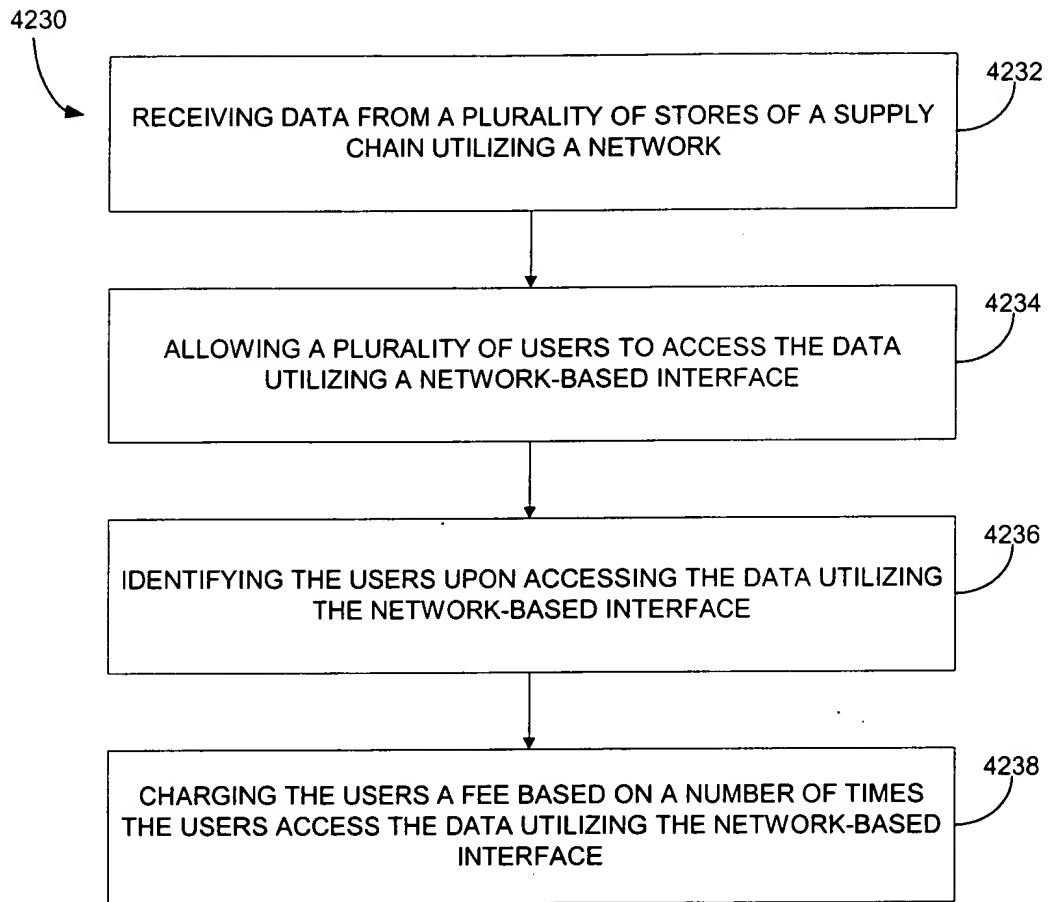 4230
4232
RECEIVING DATA FROM A PLURALITY OF STORES OF A SUPPLY
CHAIN UTILIZING A NETWORK
4234
ALLOWING A PLURALITY OF USERS TO ACCESS THE DATA
UTILIZING A NETWORK-BASED INTERFACE
4236
IDENTIFYING THE USERS UPON ACCESSING THE DATA UTILIZING
THE NETWORK-BASED INTERFACE
4238
CHARGING THE USERS A FEE BASED ON A NUMBER OF TIMES
THE USERS ACCESS THE DATA UTILIZING THE NETWORK-BASED
INTERFACE